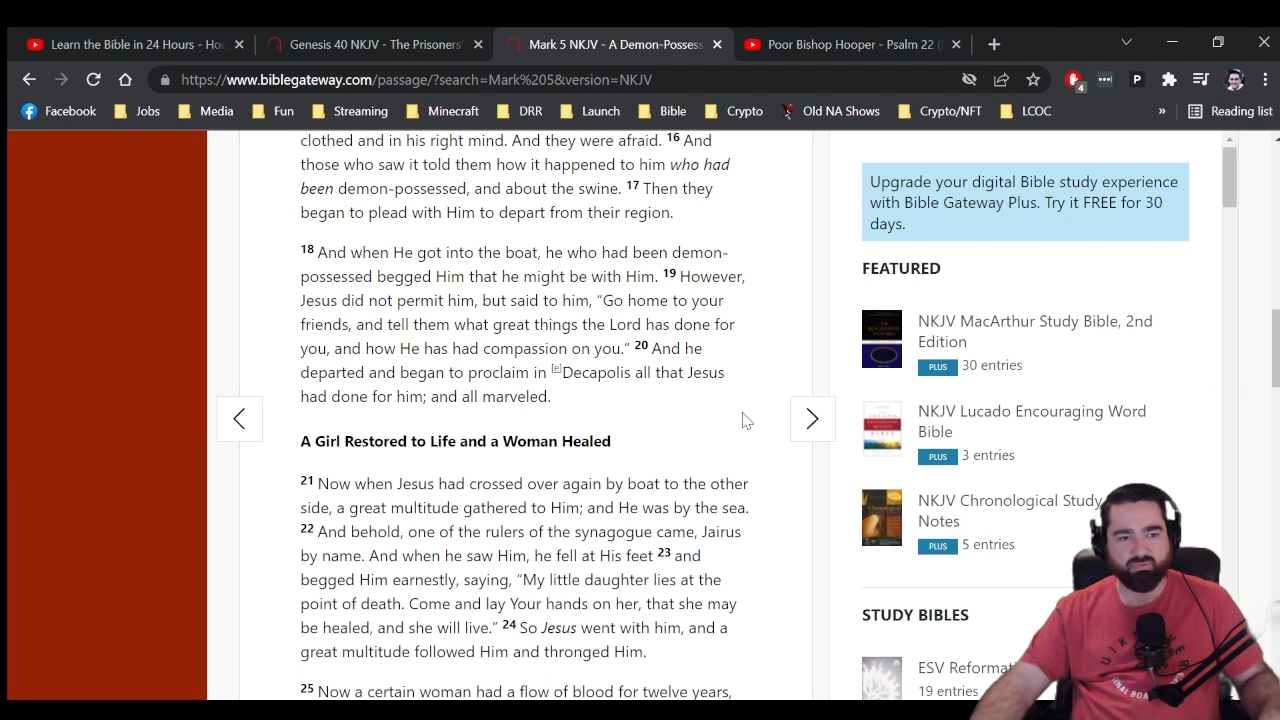 Learn the Bible in 24 Hours - Hou
Genesis 40 NKJV - The Prisoners'
Mark 5 NKJV - A Demon-Possess
Poor Bishop Hooper - Psalm 22 (
https://www.biblegateway.com/passage/?search=Mark%205&version=NKJV
4
P
Facebook
Jobs
Media
Fun
Streaming
Minecraft
DRR
Launch
Bible
Crypto
Old NA Shows
Crypto/NFT
LCOC
»
Reading list
clothed and in his right mind. And they were afraid. 16 And
those who saw it told them how it happened to him who had
been demon-possessed, and about the swine. 17 Then they
began to plead with Him to depart from their region.
18 And when He got into the boat, he who had been demon-
possessed begged Him that he might be with Him. 19 However,
Jesus did not permit him, but said to him, “Go home to your
friends, and tell them what great things the Lord has done for
you, and how He has had compassion on you.” 20 And he
departed and began to proclaim in [e]Decapolis all that Jesus
had done for him; and all marveled.
A Girl Restored to Life and a Woman Healed
21 Now when Jesus had crossed over again by boat to the other
side, a great multitude gathered to Him; and He was by the sea.
22 And behold, one of the rulers of the synagogue came, Jairus
by name. And when he saw Him, he fell at His feet 23 and
begged Him earnestly, saying, “My little daughter lies at the
point of death. Come and lay Your hands on her, that she may
be healed, and she will live.” 24 So Jesus went with him, and a
great multitude followed Him and thronged Him.
25 Now a certain woman had a flow of blood for twelve years,
Upgrade your digital Bible study experience
with Bible Gateway Plus. Try it FREE for 30
days.
FEATURED
NKJV MacArthur Study Bible, 2nd
Edition
PLUS 30 entries
NKJV Lucado Encouraging Word
Bible
PLUS 3 entries
NKJV Chronological Study
Notes
PLUS 5 entries
STUDY BIBLES
ESV Reformati
19 entries